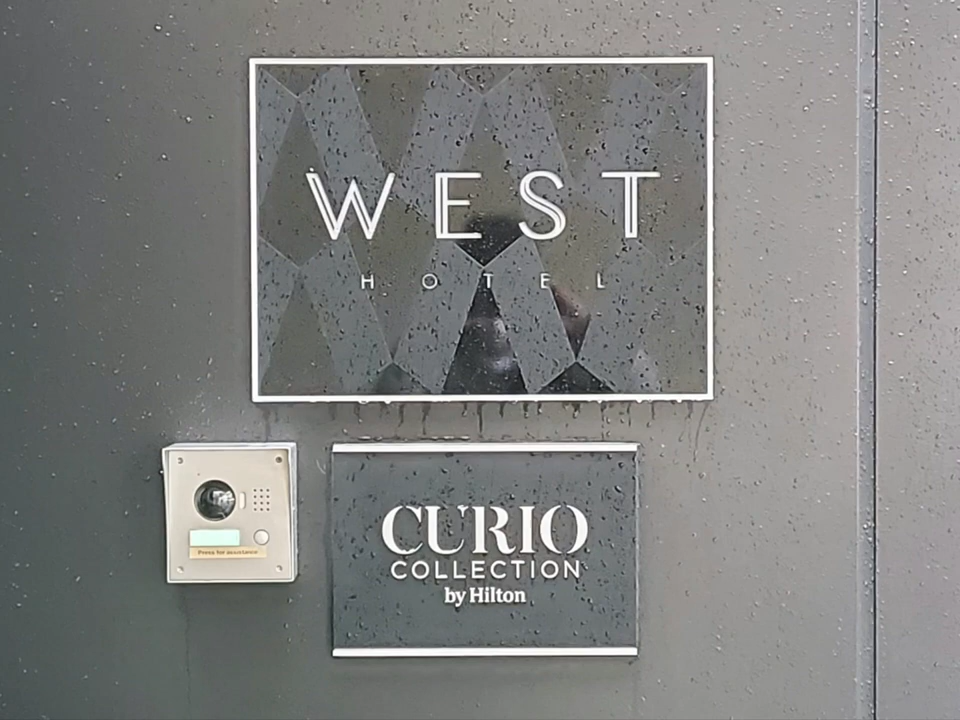 WEST
HOTEL
Press for assistance
CURIO
COLLECTION
by Hilton